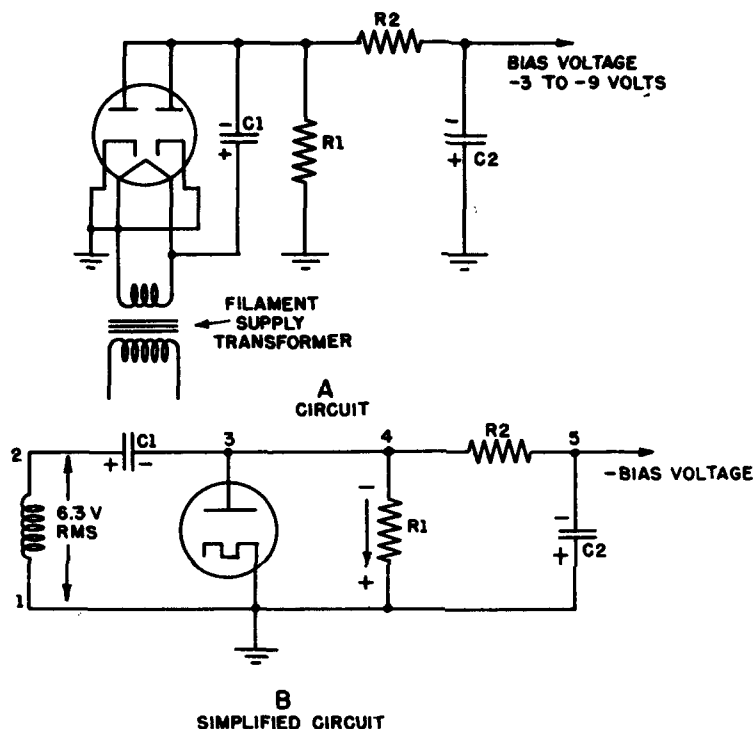 R2
BIAS VOLTAGE
-3 TO -9 VOLTS
-
C1
+
R1
-
+
C2
FILAMENT
SUPPLY
TRANSFORMER
A
CIRCUIT
2
C1
+
-
3
4
R2
5
-BIAS VOLTAGE
6.3 V
RMS
-
R1
+
-
+
C2
1
B
SIMPLIFIED CIRCUIT